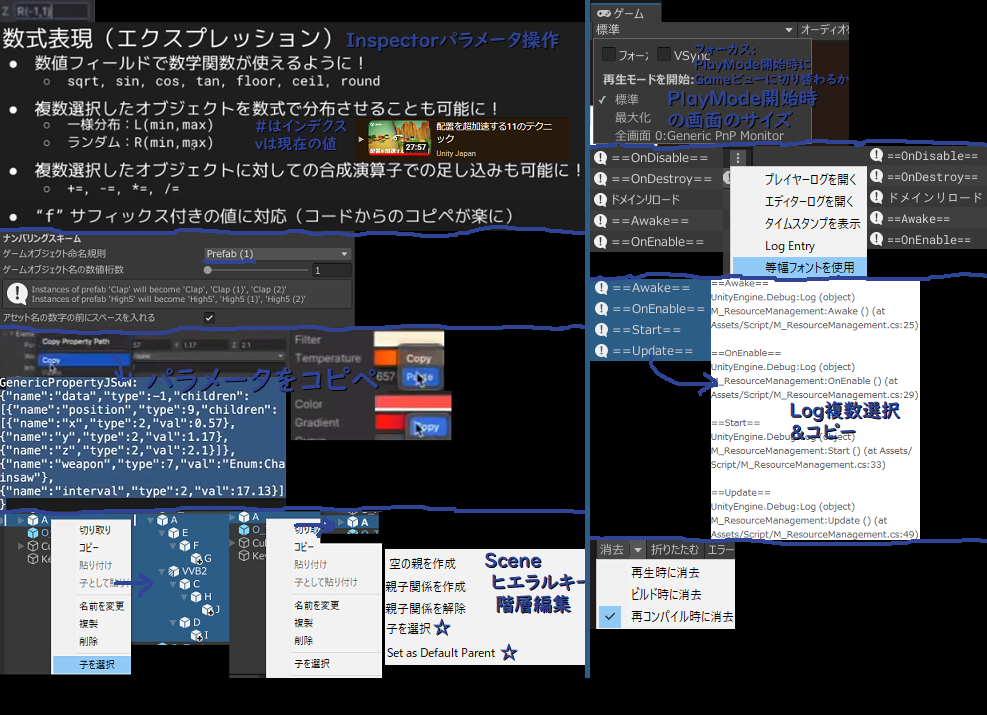 Z R(-1,1)
数式表現（エクスプレッション） Inspectorパラメータ操作
● 数値フィールドで数学関数が使えるように！
○ sqrt, sin, cos, tan, floor, ceil, round
● 複数選択したオブジェクトを数式で分布させることも可能に！
○ 一様分布：L(min,max)
○ ランダム：R(min,max)
#はインデクス
vは現在の値
配置を超加速する11のテクニック
27:57
Unity Japan
● 複数選択したオブジェクトに対しての合成演算子での足し込みも可能に！
○ +=, -=, *=, /=
● “f” サフィックス付きの値に対応（コードからのコピペが楽に）
ナンバリングスキーム
ゲームオブジェクト命名規則 Prefab (1)
ゲームオブジェクト名の数値桁数 1
Instances of prefab 'Clap' will become 'Clap', 'Clap (1)', 'Clap (2)'
Instances of prefab 'High5' will become 'High5', 'High5 (1)', 'High5 (2)'
アセット名の数字の前にスペースを入れる
Copy Property Path
Copy
57 Y 1.17 Z 2.1
パラメータをコピペ
GenericPropertyJSON:
{"name":"data","type":-1,"children":
[{"name":"position","type":9,"children":
[{"name":"x","type":2,"val":0.57},
{"name":"y","type":2,"val":1.17},
{"name":"z","type":2,"val":2.1}]},
{"name":"weapon","type":7,"val":"Enum:Cha
insaw"},
{"name":"interval","type":2,"val":17.13}]
}
Filter
Temperature
657
Copy
Paste
Color
Gradient
Copy
A
切り取り
コピー
貼り付け
子として貼り付け
名前を変更
複製
削除
子を選択
A
E
F
G
VVB2
C
H
J
D
I
A
切り取
コピー
貼り付け
子として貼り付け
名前を変更
複製
削除
子を選択
A
空の親を作成
親子関係を作成
親子関係を解除
子を選択 ☆
Set as Default Parent ☆
Scene
ヒエラルキー
階層編集
ゲーム
標準 オーディオ
フォー VSync
フォーカス:
PlayMode開始時に
Gameビューに切り替わるか
再生モードを開始:
✓ 標準
最大化
全画面 0:Generic PnP Monitor
PlayMode開始時
の画面のサイズ
==OnDisable==
==OnDestroy==
ドメインリロード
==Awake==
==OnEnable==
プレイヤーログを開く
エディターログを開く
タイムスタンプを表示
Log Entry
等幅フォントを使用
==OnDisable==
==OnDestroy==
ドメインリロード
==Awake==
==OnEnable==
==Awake==
==OnEnable==
==Start==
==Update==
==Awake==
UnityEngine.Debug:Log (object)
M_ResourceManagement:Awake () (at
Assets/Script/M_ResourceManagement.cs:25)
==OnEnable==
UnityEngine.Debug:Log (object)
M_ResourceManagement:OnEnable () (at
Assets/Script/M_ResourceManagement.cs:29)
==Start==
UnityEngine.Debug:Log (object)
M_ResourceManagement:Start () (at Assets/
Script/M_ResourceManagement.cs:33)
==Update==
UnityEngine.Debug:Log (object)
M_ResourceManagement:Update () (at
Assets/Script/M_ResourceManagement.cs:49)
Log複数選択
&コピー
消去 折りたたむ エラー
再生時に消去
ビルド時に消去
✓ 再コンパイル時に消去